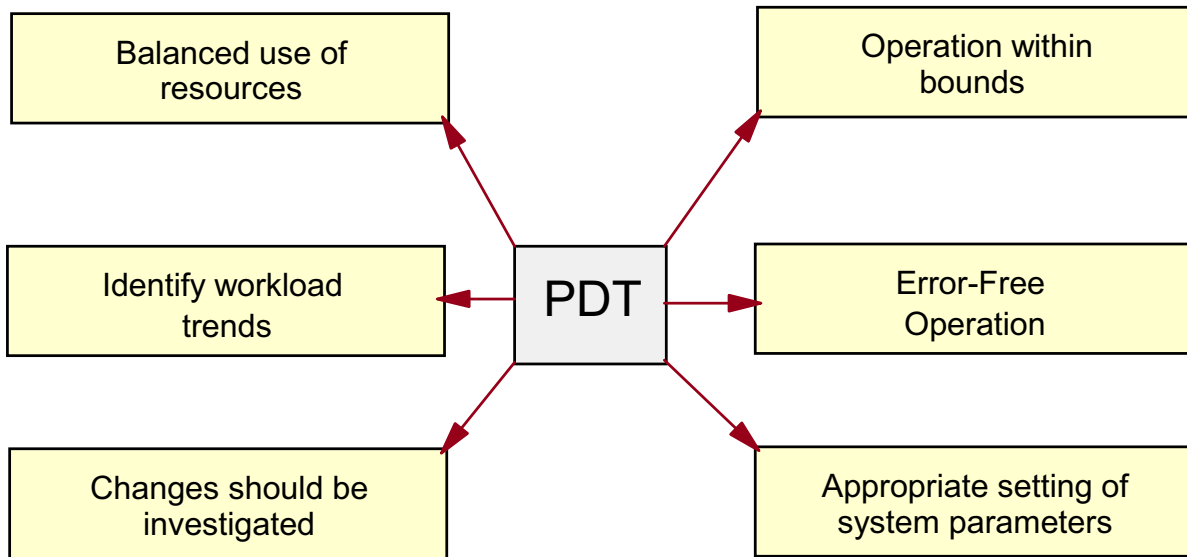 Balanced use of
resources
Operation within
bounds
Identify workload
trends
PDT
Error-Free
Operation
Changes should be
investigated
Appropriate setting of
system parameters